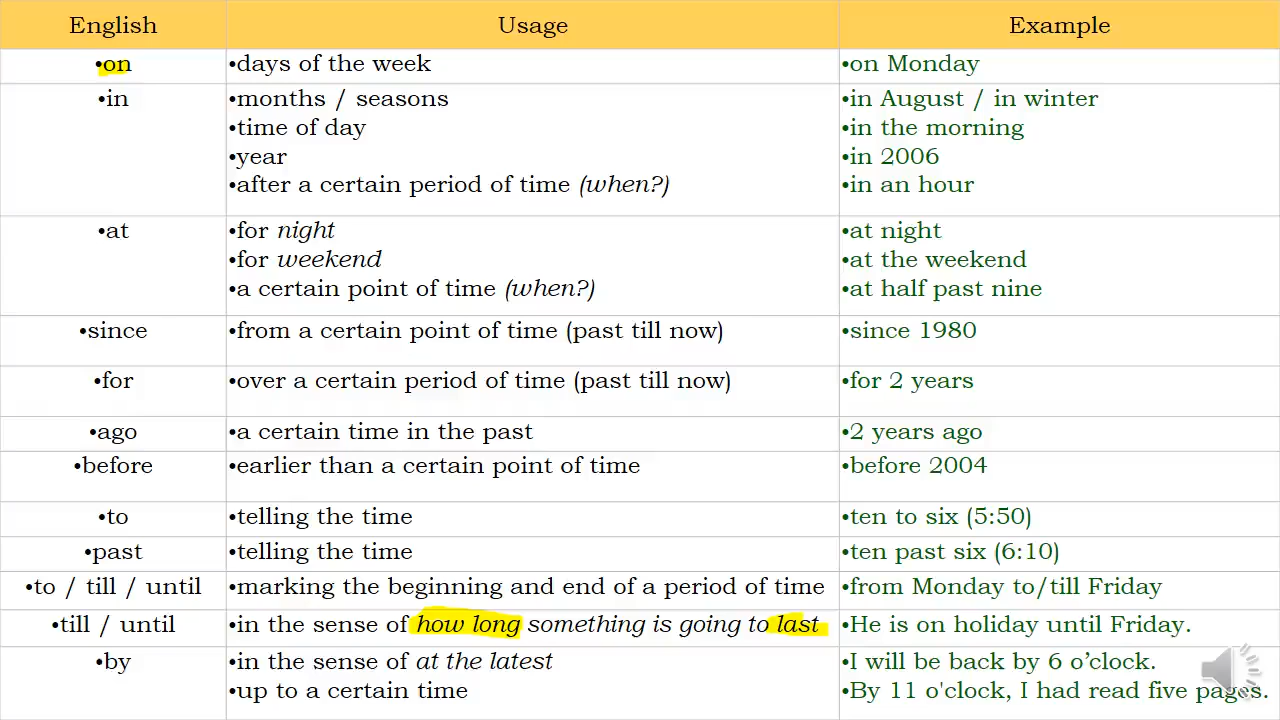 English Usage Example
•on •days of the week •on Monday
•in •months / seasons •in August / in winter
•time of day •in the morning
•year •in 2006
•after a certain period of time (when?) •in an hour
•at •for night •at night
•for weekend •at the weekend
•a certain point of time (when?) •at half past nine
•since •from a certain point of time (past till now) •since 1980
•for •over a certain period of time (past till now) •for 2 years
•ago •a certain time in the past •2 years ago
•before •earlier than a certain point of time •before 2004
•to •telling the time •ten to six (5:50)
•past •telling the time •ten past six (6:10)
•to / till / until •marking the beginning and end of a period of time •from Monday to/till Friday
•till / until •in the sense of how long something is going to last •He is on holiday until Friday.
•by •in the sense of at the latest •I will be back by 6 o’clock.
•up to a certain time •By 11 o'clock, I had read five pages.